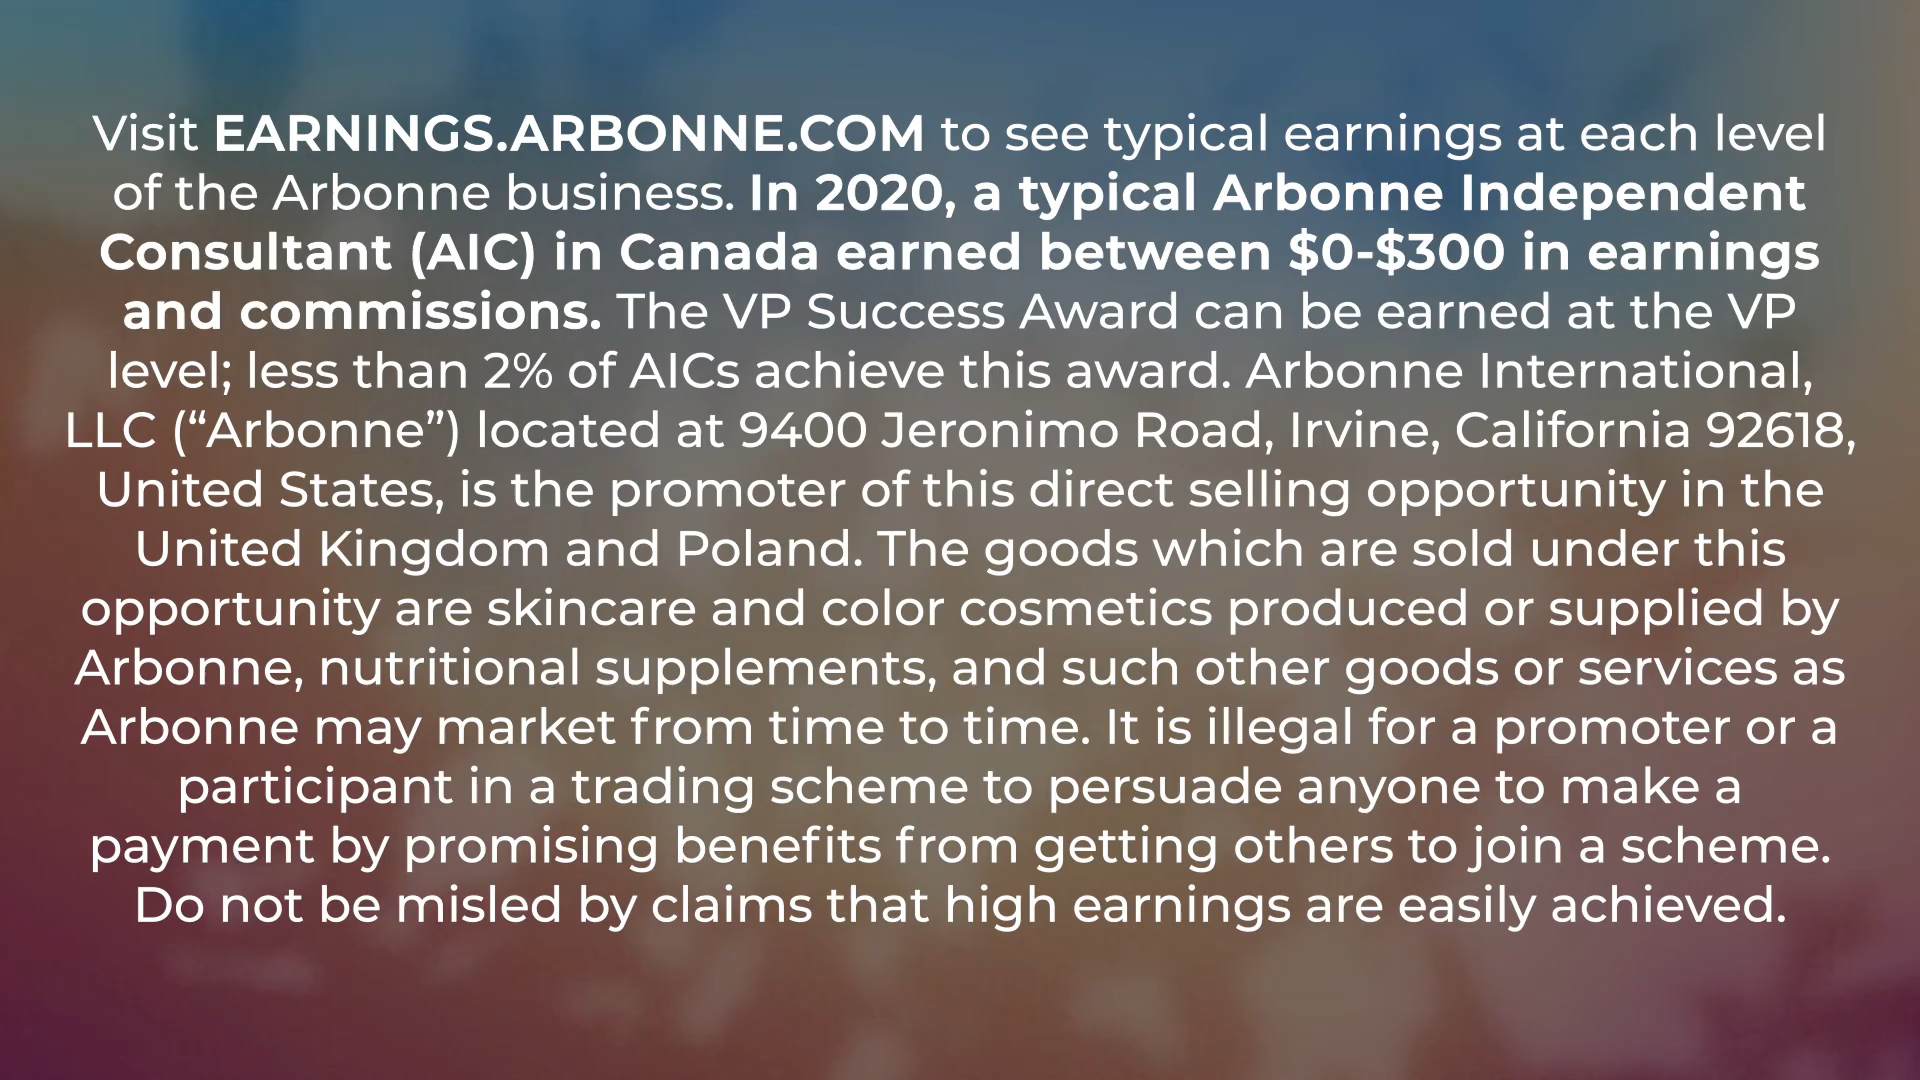 Visit EARNINGS.ARBONNE.COM to see typical earnings at each level
of the Arbonne business. In 2020, a typical Arbonne Independent
Consultant (AIC) in Canada earned between $0-$300 in earnings
and commissions. The VP Success Award can be earned at the VP
level; less than 2% of AICs achieve this award. Arbonne International,
LLC (“Arbonne”) located at 9400 Jeronimo Road, Irvine, California 92618,
United States, is the promoter of this direct selling opportunity in the
United Kingdom and Poland. The goods which are sold under this
opportunity are skincare and color cosmetics produced or supplied by
Arbonne, nutritional supplements, and such other goods or services as
Arbonne may market from time to time. It is illegal for a promoter or a
participant in a trading scheme to persuade anyone to make a
payment by promising benefits from getting others to join a scheme.
Do not be misled by claims that high earnings are easily achieved.